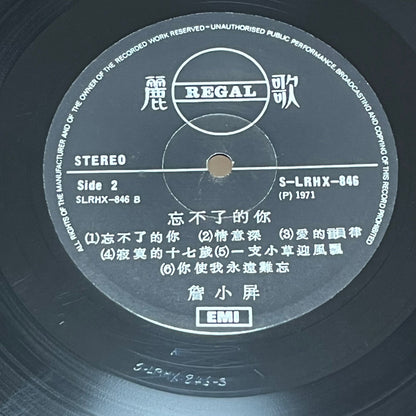 ALL RIGHTS OF THE MANUFACTURER AND OF THE OWNER OF THE RECORDED WORK RESERVED-UNAUTHORISED PUBLIC PERFORMANCE, BROADCASTING AND COPYING OF THIS RECORD PROHIBITED
麗 REGAL 歌
STEREO
S-LRHX-846
Side 2
(P) 1971
SLRHX-846 B
忘不了的你
(1)忘不了的你 (2)情意深 (3)愛的韻律
(4)寂寞的十七歲 (5)一支小草迎風飄
(6)你使我永遠難忘
詹小屏
EMI